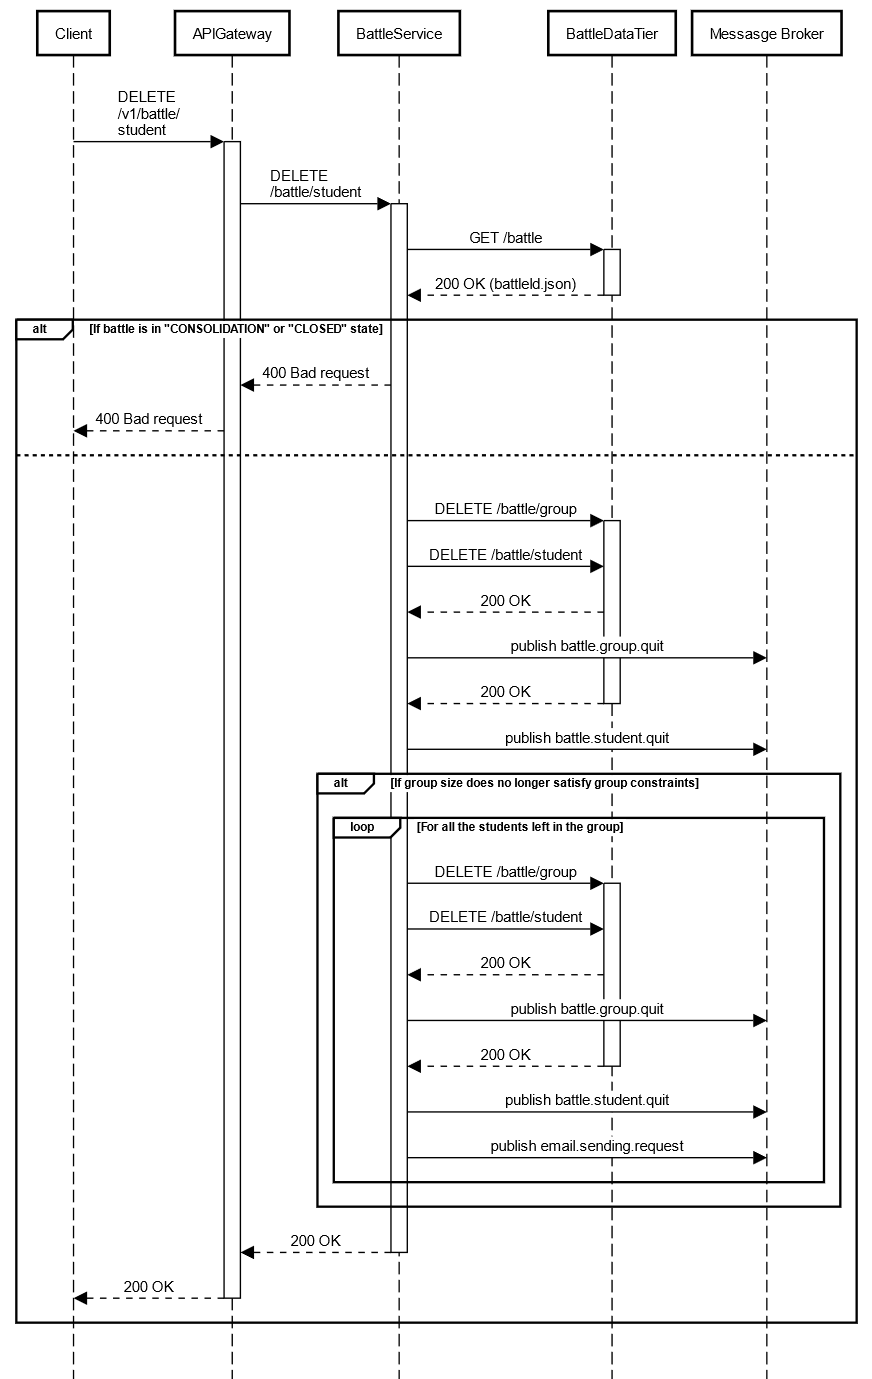 Client
APIGateway
BattleService
BattleDataTier
Messasge Broker
DELETE
/v1/battle/
student
DELETE
/battle/student
GET /battle
200 OK (battleId.json)
alt
[If battle is in "CONSOLIDATION" or "CLOSED" state]
400 Bad request
400 Bad request
DELETE /battle/group
DELETE /battle/student
200 OK
publish battle.group.quit
200 OK
publish battle.student.quit
alt
[If group size does no longer satisfy group constraints]
loop
[For all the students left in the group]
DELETE /battle/group
DELETE /battle/student
200 OK
publish battle.group.quit
200 OK
publish battle.student.quit
publish email.sending.request
200 OK
200 OK